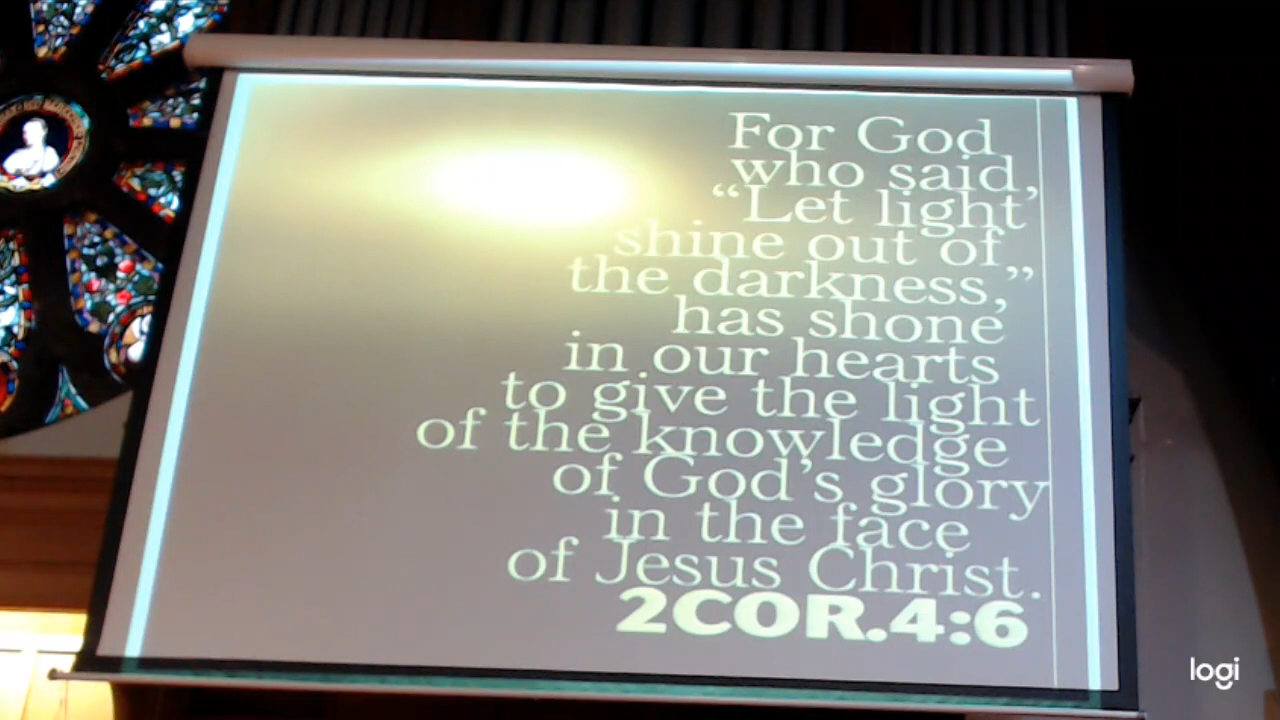 For God
who said,
“Let light
shine out of
the darkness,”
has shone
in our hearts
to give the light
of the knowledge
of God’s glory
in the face
of Jesus Christ.
2COR.4:6
logi